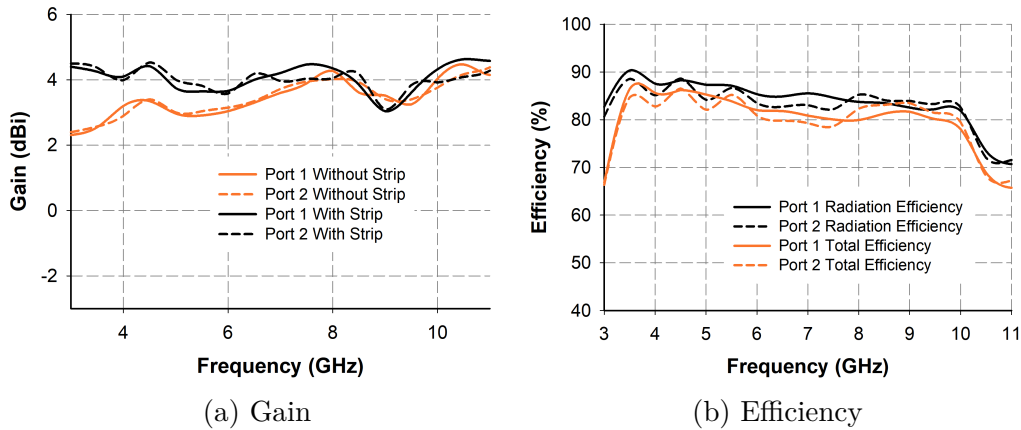 6
4
2
0
-2
Gain (dBi)
4 6 8 10
Frequency (GHz)
Port 1 Without Strip
Port 2 Without Strip
Port 1 With Strip
Port 2 With Strip
(a) Gain
100
90
80
70
60
50
40
Efficiency (%)
3 4 5 6 7 8 9 10 11
Frequency (GHz)
Port 1 Radiation Efficiency
Port 2 Radiation Efficiency
Port 1 Total Efficiency
Port 2 Total Efficiency
(b) Efficiency